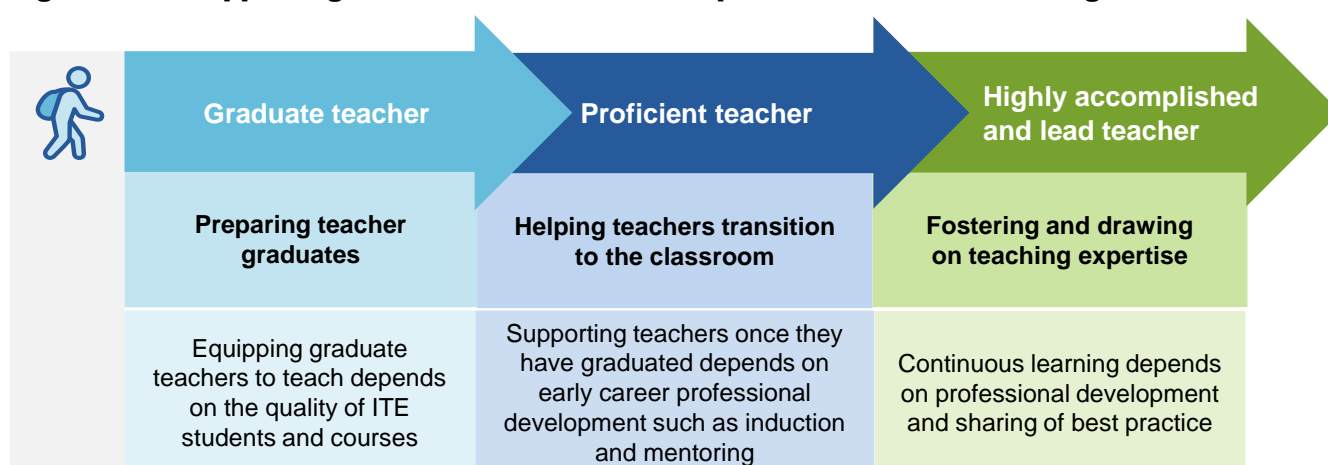 Graduate teacher
Proficient teacher
Highly accomplished
and lead teacher
Preparing teacher
graduates
Helping teachers transition
to the classroom
Fostering and drawing
on teaching expertise
Equipping graduate
teachers to teach depends
on the quality of ITE
students and courses
Supporting teachers once they
have graduated depends on
early career professional
development such as induction
and mentoring
Continuous learning depends
on professional development
and sharing of best practice